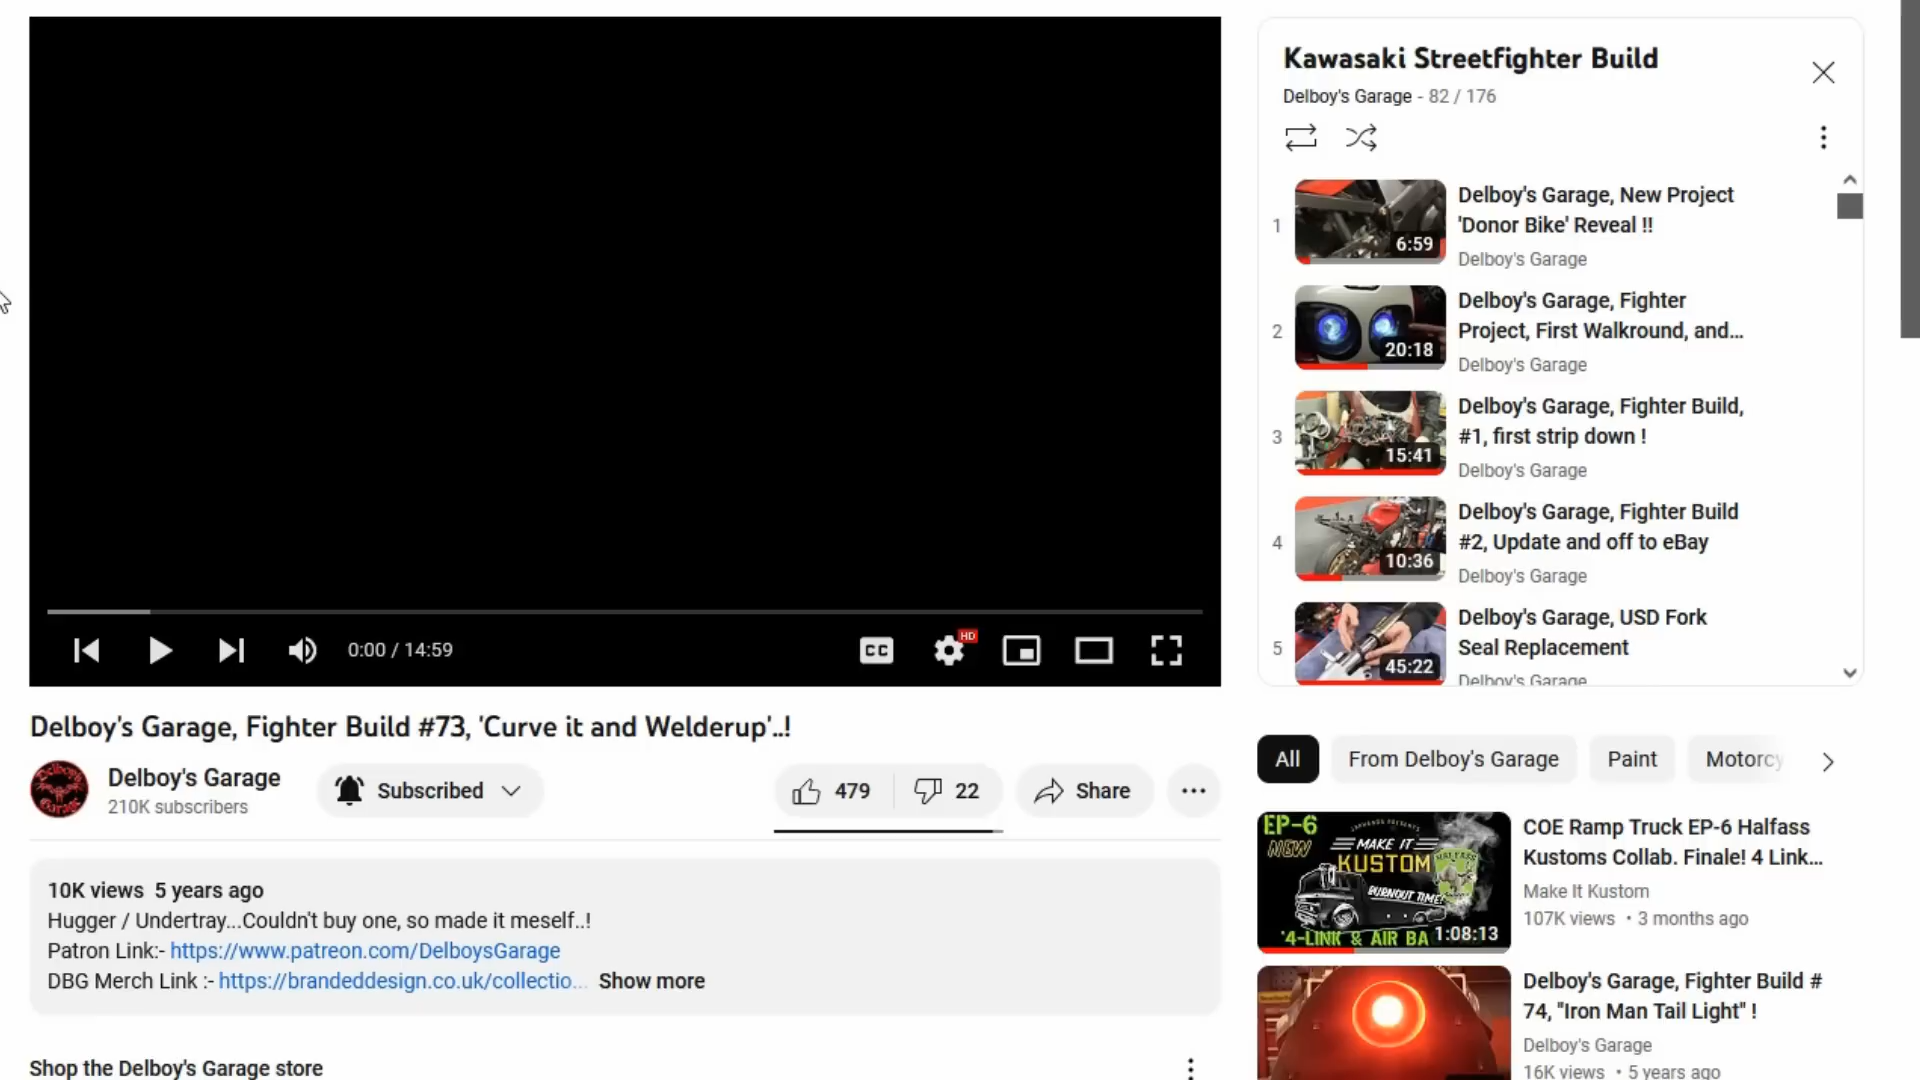 0:00 / 14:59
CC
HD
Delboy's Garage, Fighter Build #73, 'Curve it and Welderup'..!
Delboy's Garage
210K subscribers
Subscribed
479
22
Share
10K views 5 years ago
Hugger / Undertray...Couldn't buy one, so made it meself..!
Patron Link:- https://www.patreon.com/DelboysGarage
DBG Merch Link :- https://brandeddesign.co.uk/collectio... Show more
Shop the Delboy's Garage store
Kawasaki Streetfighter Build
Delboy's Garage - 82 / 176
1
6:59
Delboy's Garage, New Project
'Donor Bike' Reveal !!
Delboy's Garage
2
20:18
Delboy's Garage, Fighter
Project, First Walkround, and...
Delboy's Garage
3
15:41
Delboy's Garage, Fighter Build,
#1, first strip down !
Delboy's Garage
4
10:36
Delboy's Garage, Fighter Build
#2, Update and off to eBay
Delboy's Garage
5
45:22
Delboy's Garage, USD Fork
Seal Replacement
Delboy's Garage
All
From Delboy's Garage
Paint
Motorcy
EP-6
NEW
MAKE IT
KUSTOM
HALFASS
BURNOUT TIME!
'4-LINK & AIR BA
1:08:13
COE Ramp Truck EP-6 Halfass
Kustoms Collab. Finale! 4 Link...
Make It Kustom
107K views • 3 months ago
Delboy's Garage, Fighter Build #
74, "Iron Man Tail Light" !
Delboy's Garage
16K views • 5 years ago